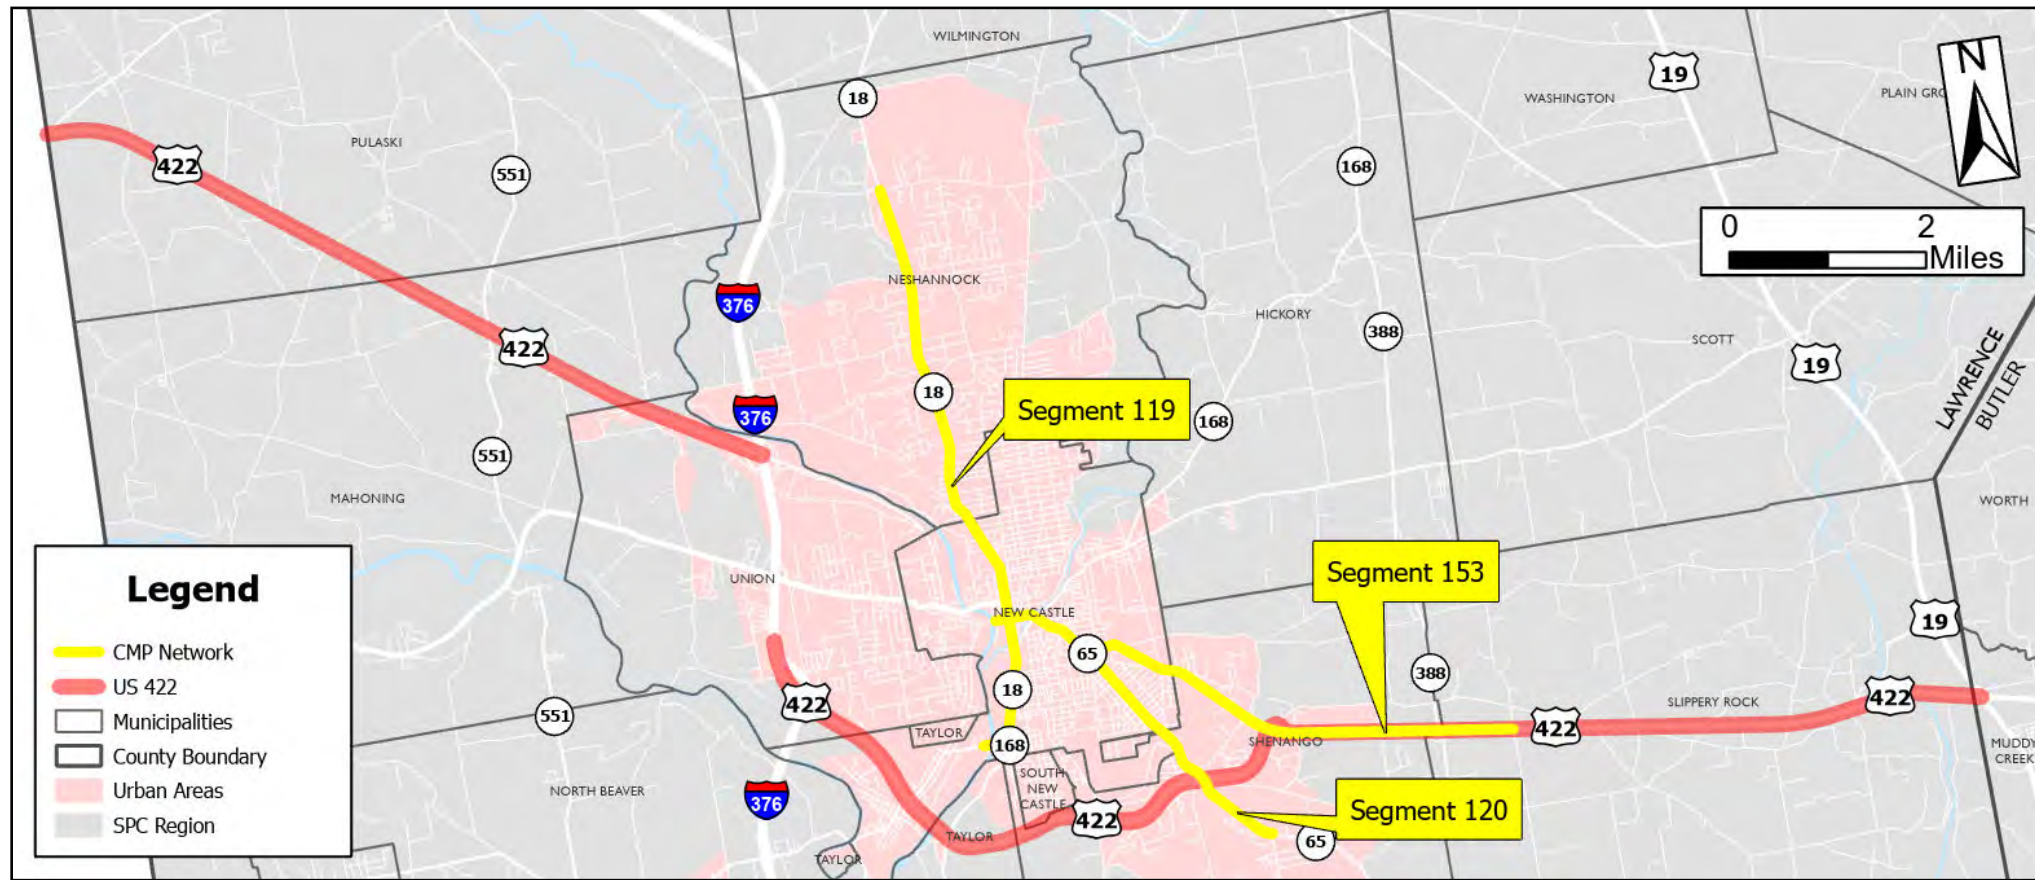 WILMINGTON
18
19
WASHINGTON
PLAIN GRO
N
422
PULASKI
551
168
0 2
Miles
NESHANNOCK
376
HICKORY
388
SCOTT
422
19
376
18
Segment 119
168
LAWRENCE
BUTLER
551
MAHONING
WORTH
Segment 153
UNION
NEW CASTLE
19
65
388
18
422
SLIPPERY ROCK
422
422
551
TAYLOR
168
SHENANGO
MUDDY
CREEK
SOUTH
NEW
CASTLE
NORTH BEAVER
376
422
Segment 120
TAYLOR
65
TAYLOR
Legend
CMP Network
US 422
Municipalities
County Boundary
Urban Areas
SPC Region